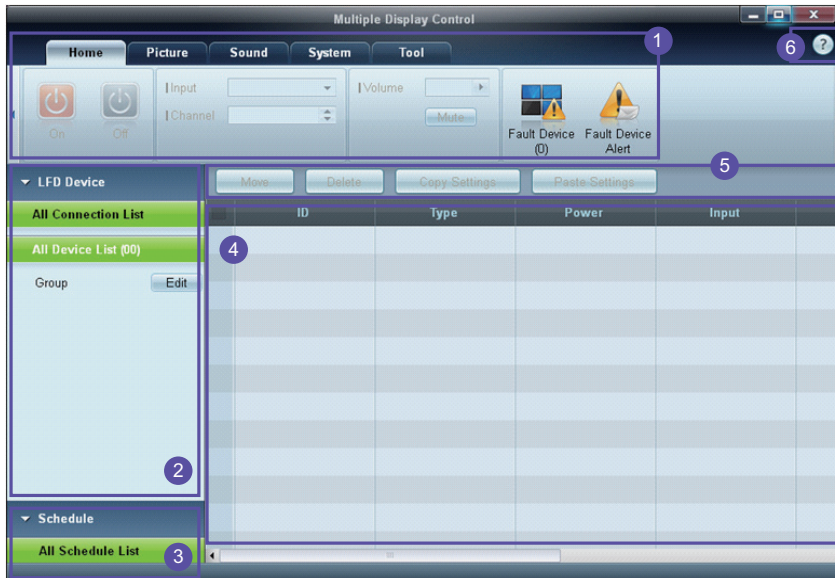 Multiple Display Control
Home Picture Sound System Tool
1
6
?
Input
Volume
Channel
Mute
On Off
Fault Device (0)
Fault Device Alert
5
LFD Device
Move Delete Copy Settings Paste Settings
All Connection List
ID Type Power Input
All Device List (00)
4
Group Edit
2
Schedule
All Schedule List
3